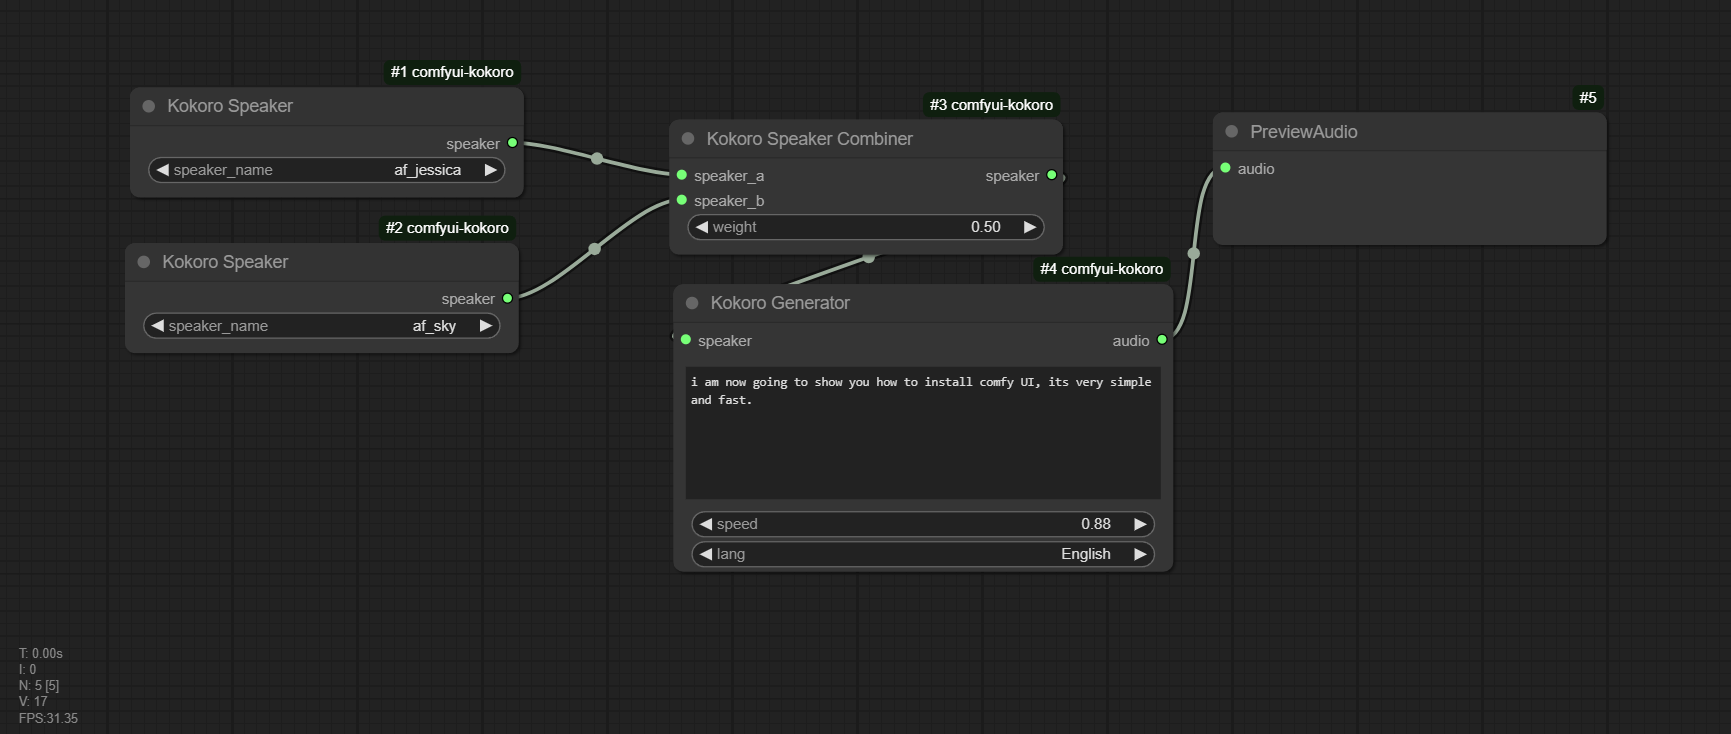 #1 comfyui-kokoro
Kokoro Speaker
speaker
speaker_name af_jessica
#2 comfyui-kokoro
Kokoro Speaker
speaker
speaker_name af_sky
#3 comfyui-kokoro
Kokoro Speaker Combiner
speaker_a speaker
speaker_b
weight 0.50
#4 comfyui-kokoro
Kokoro Generator
speaker audio
i am now going to show you how to install comfy UI, its very simple
and fast.
speed 0.88
lang English
#5
PreviewAudio
audio
T: 0.00s
I: 0
N: 5 [5]
V: 17
FPS:31.35